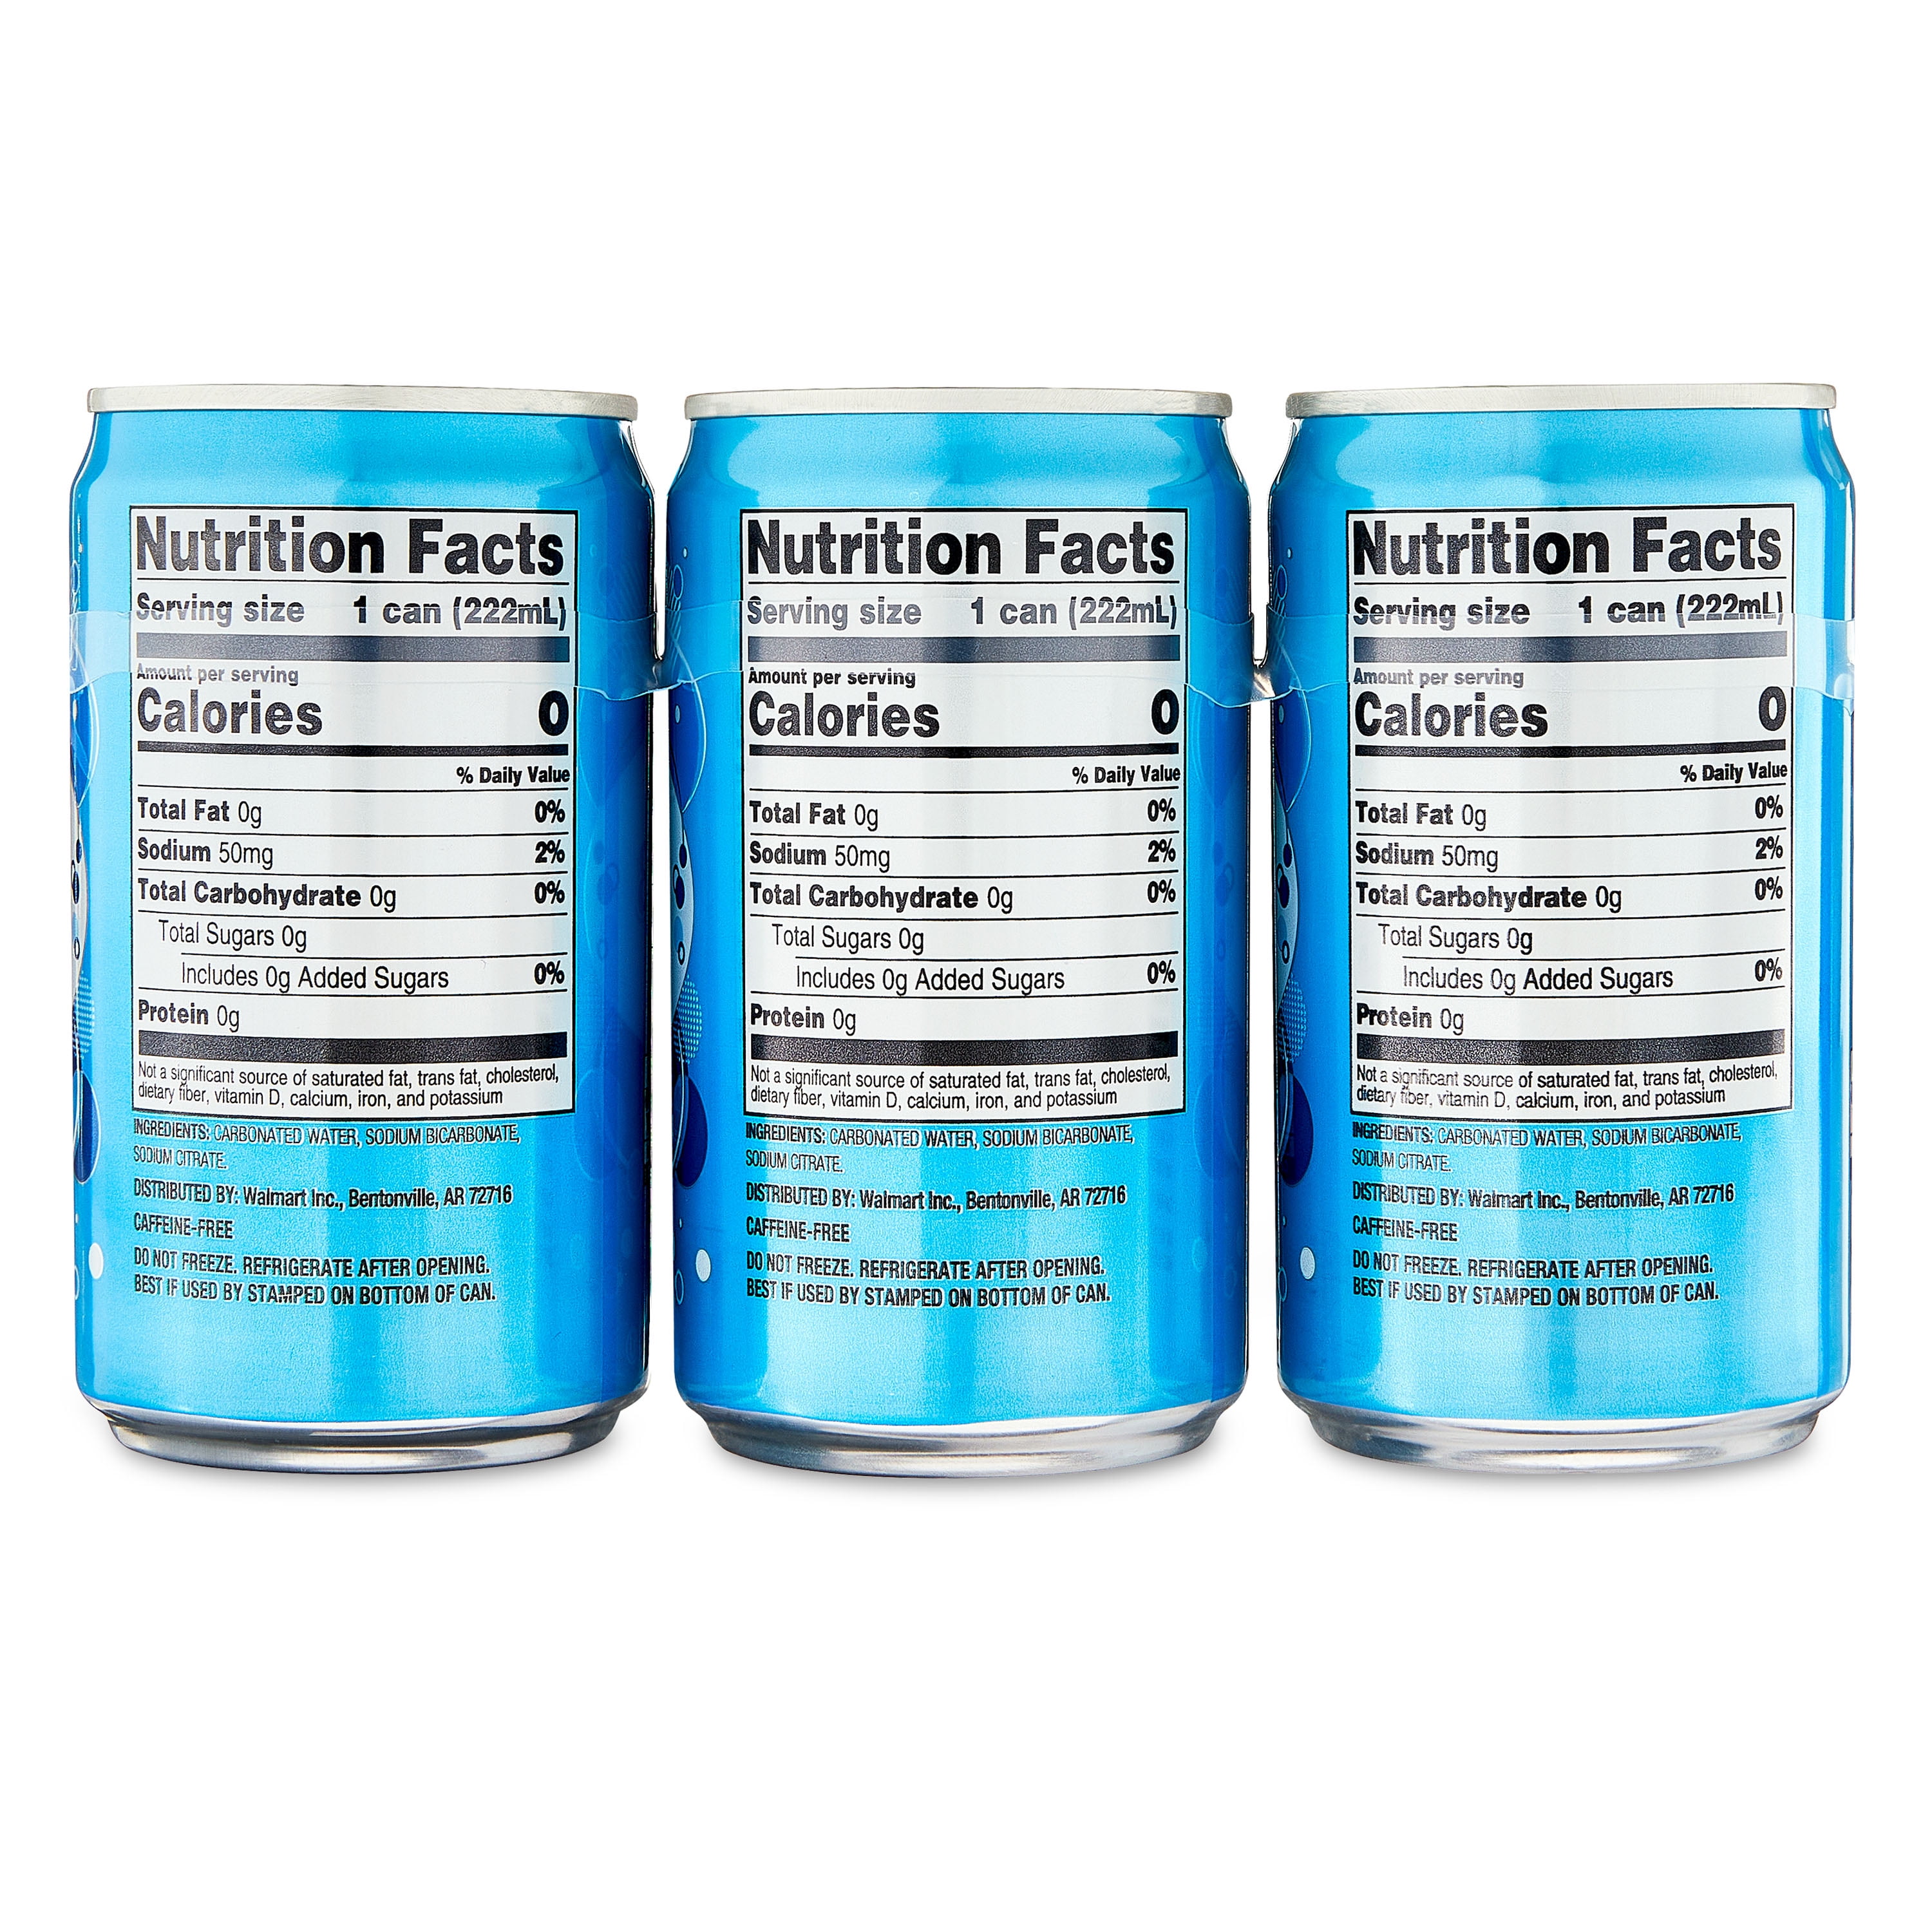 Nutrition Facts
Serving size 1 can (222mL)
Amount per serving
Calories 0
% Daily Value
Total Fat 0g 0%
Sodium 50mg 2%
Total Carbohydrate 0g 0%
Total Sugars 0g
Includes 0g Added Sugars 0%
Protein 0g
Not a significant source of saturated fat, trans fat, cholesterol,
dietary fiber, vitamin D, calcium, iron, and potassium
INGREDIENTS: CARBONATED WATER, SODIUM BICARBONATE,
SODIUM CITRATE.
DISTRIBUTED BY: Walmart Inc., Bentonville, AR 72716
CAFFEINE-FREE
DO NOT FREEZE. REFRIGERATE AFTER OPENING.
BEST IF USED BY STAMPED ON BOTTOM OF CAN.
Nutrition Facts
Serving size 1 can (222mL)
Amount per serving
Calories 0
% Daily Value
Total Fat 0g 0%
Sodium 50mg 2%
Total Carbohydrate 0g 0%
Total Sugars 0g
Includes 0g Added Sugars 0%
Protein 0g
Not a significant source of saturated fat, trans fat, cholesterol,
dietary fiber, vitamin D, calcium, iron, and potassium
INGREDIENTS: CARBONATED WATER, SODIUM BICARBONATE,
SODIUM CITRATE.
DISTRIBUTED BY: Walmart Inc., Bentonville, AR 72716
CAFFEINE-FREE
DO NOT FREEZE. REFRIGERATE AFTER OPENING.
BEST IF USED BY STAMPED ON BOTTOM OF CAN.
Nutrition Facts
Serving size 1 can (222mL)
Amount per serving
Calories 0
% Daily Value
Total Fat 0g 0%
Sodium 50mg 2%
Total Carbohydrate 0g 0%
Total Sugars 0g
Includes 0g Added Sugars 0%
Protein 0g
Not a significant source of saturated fat, trans fat, cholesterol,
dietary fiber, vitamin D, calcium, iron, and potassium
INGREDIENTS: CARBONATED WATER, SODIUM BICARBONATE,
SODIUM CITRATE.
DISTRIBUTED BY: Walmart Inc., Bentonville, AR 72716
CAFFEINE-FREE
DO NOT FREEZE. REFRIGERATE AFTER OPENING.
BEST IF USED BY STAMPED ON BOTTOM OF CAN.